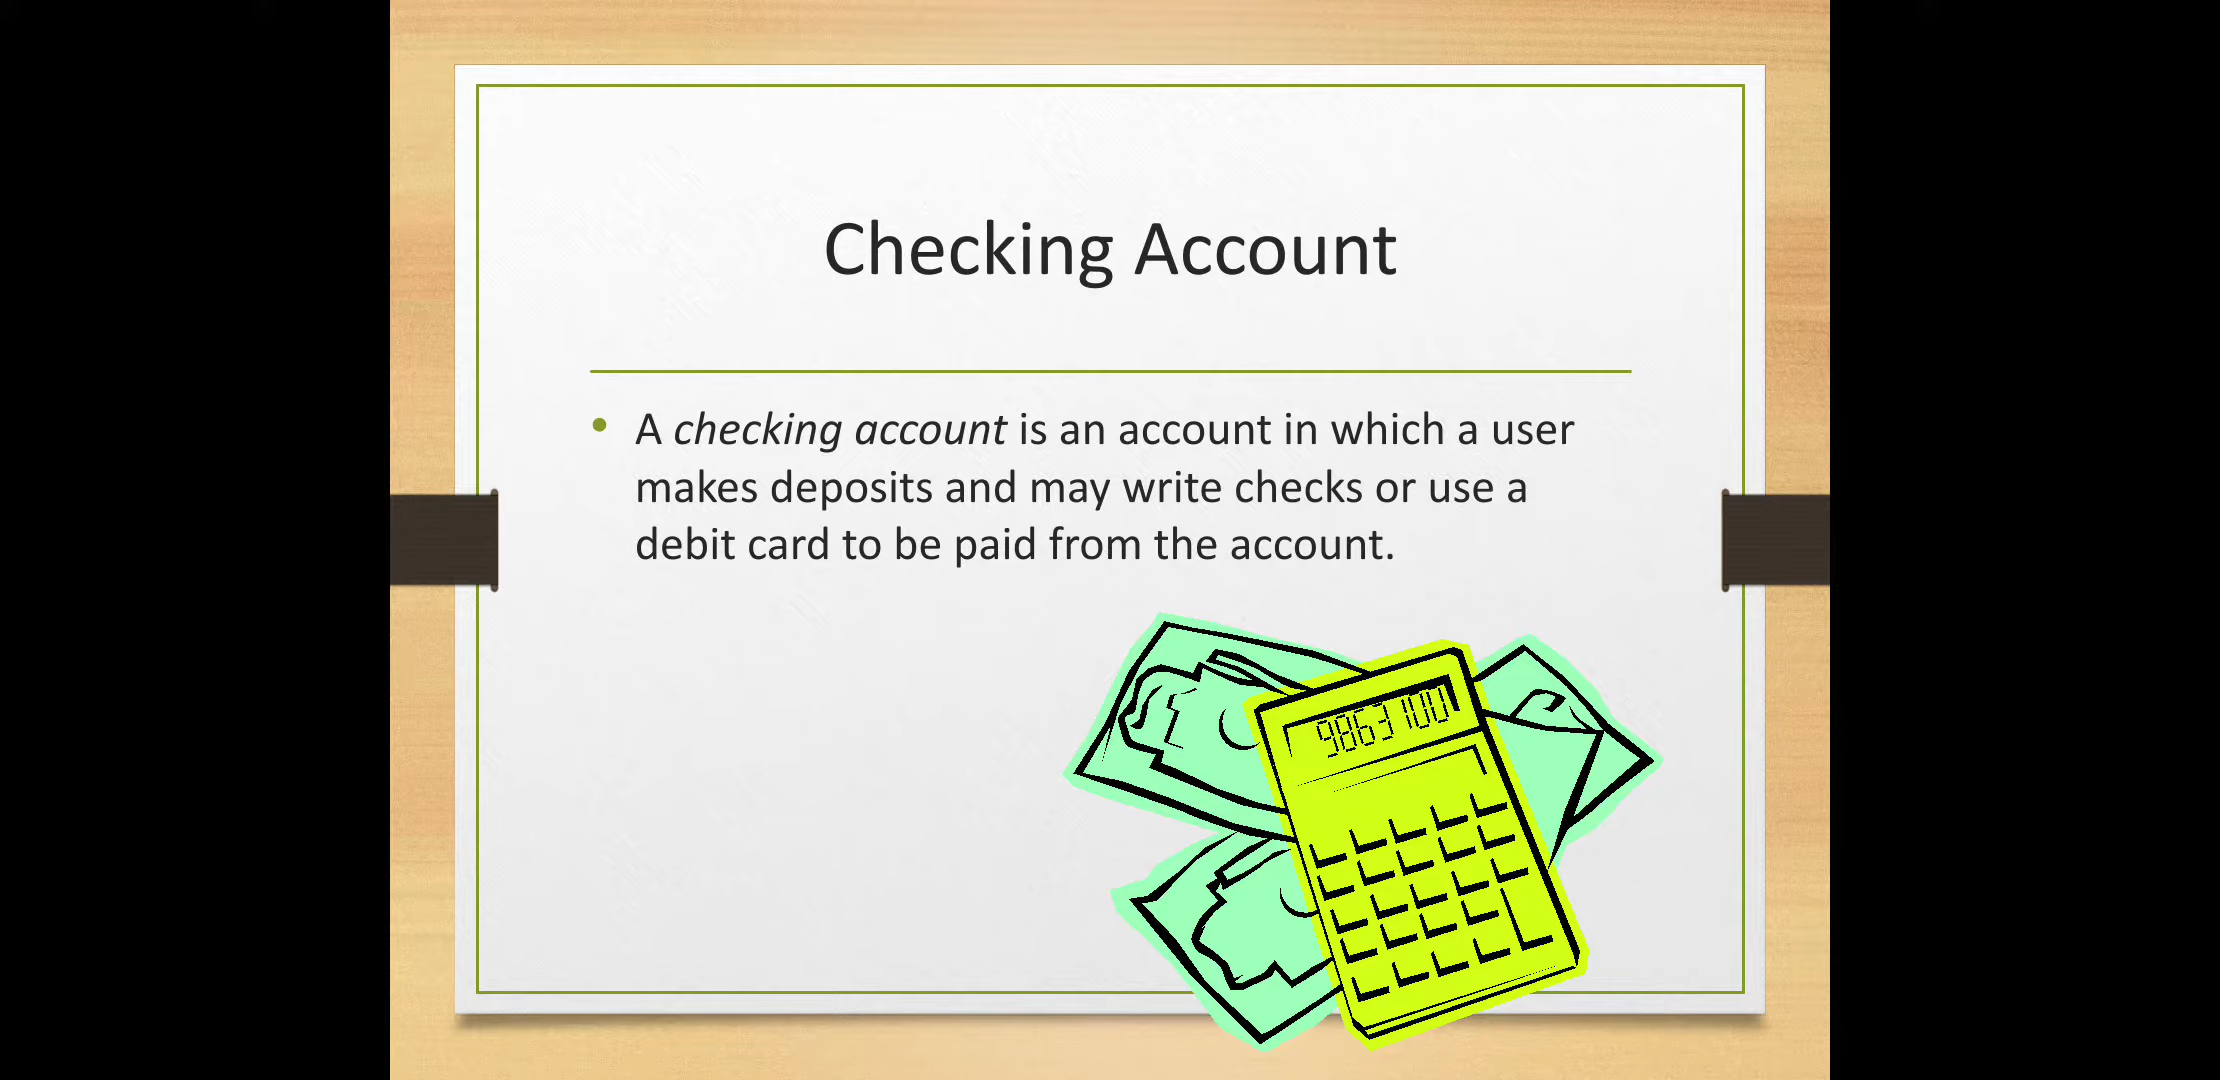 Checking Account
• A checking account is an account in which a user
makes deposits and may write checks or use a
debit card to be paid from the account.
9863100